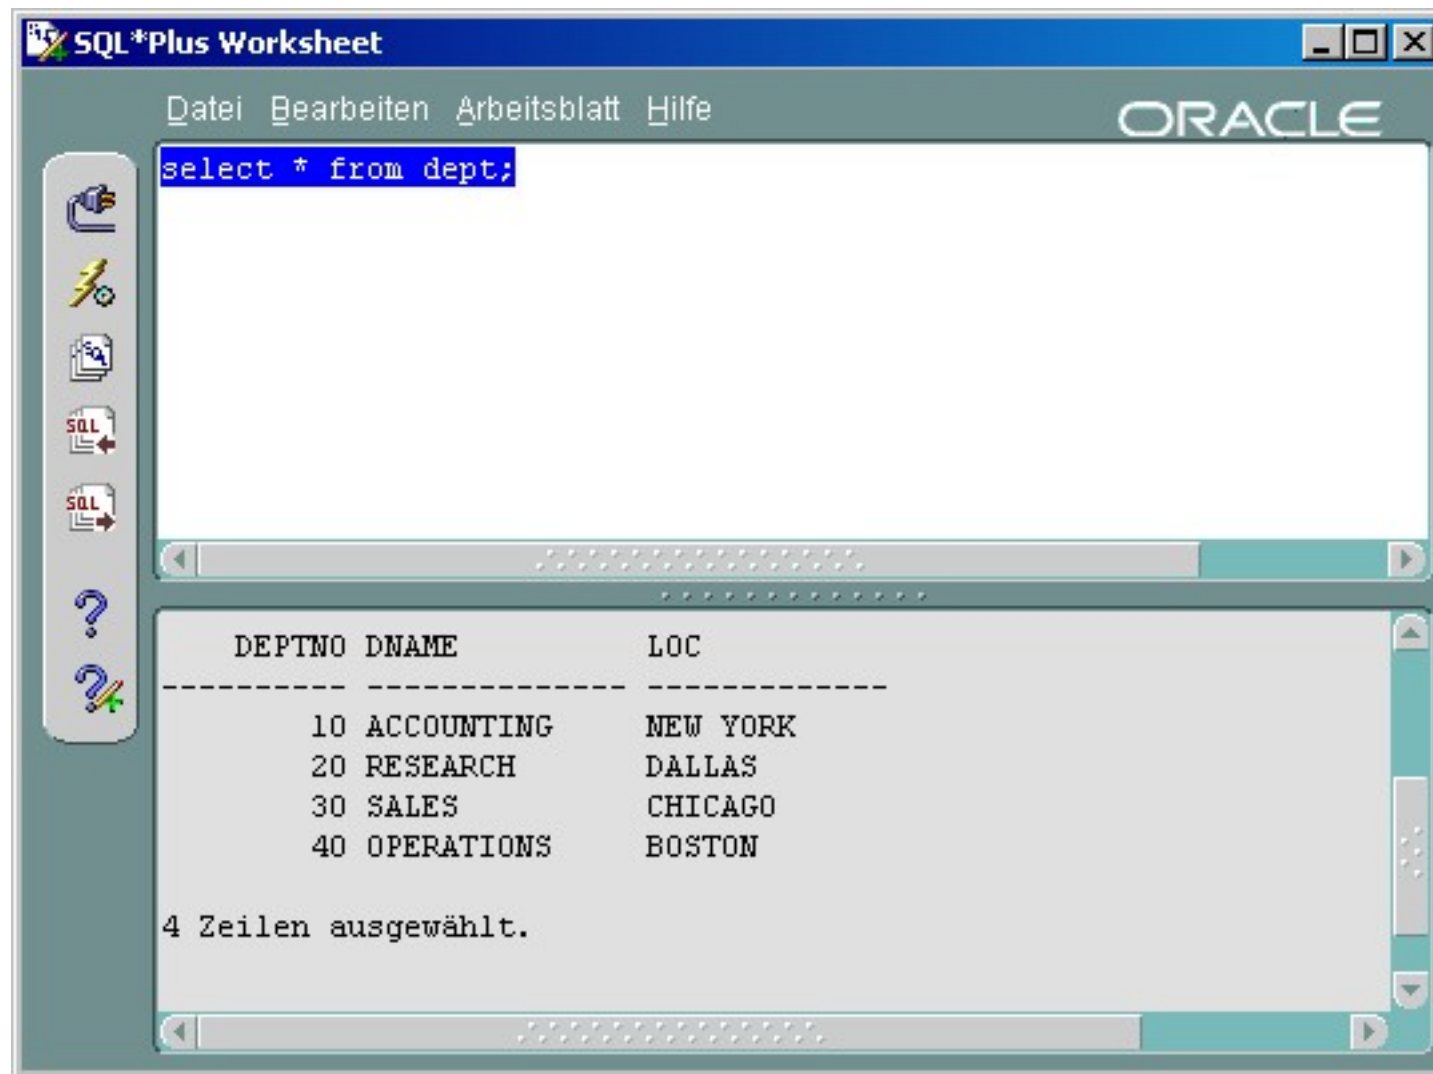 SQL*Plus Worksheet
Datei Bearbeiten Arbeitsblatt Hilfe
ORACLE
select * from dept;
SQL
SQL
SQL
DEPTNO DNAME LOC
---------- -------------- -------------
10 ACCOUNTING NEW YORK
20 RESEARCH DALLAS
30 SALES CHICAGO
40 OPERATIONS BOSTON
4 Zeilen ausgewählt.